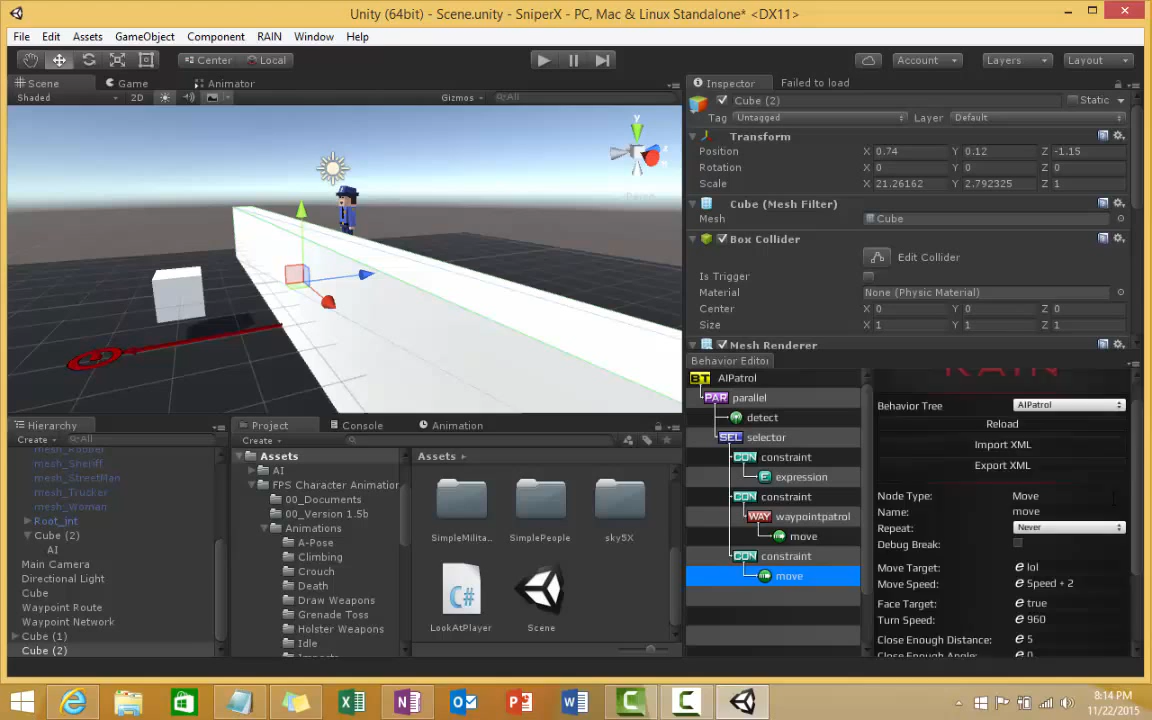 Unity (64bit) - Scene.unity - SniperX - PC, Mac & Linux Standalone* <DX11>
File Edit Assets GameObject Component RAIN Window Help
Center Local Account Layers Layout
Scene Game Animator
Shaded 2D Gizmos All
y
x
Inspector Failed to load
Cube (2) Static
Tag Untagged Layer Default
Transform
Position X 0.74 Y 0.12 Z -1.15
Rotation X 0 Y 0 Z 0
Scale X 21.26162 Y 2.792325 Z 1
Cube (Mesh Filter)
Mesh Cube
Box Collider
Edit Collider
Is Trigger
Material None (Physic Material)
Center X 0 Y 0 Z 0
Size X 1 Y 1 Z 1
Mesh Renderer
Behavior Editor
BT AIPatrol
PAR parallel
detect
SEL selector
CON constraint
E expression
CON constraint
WAY waypointpatrol
move
CON constraint
move
RAIN
Behavior Tree AIPatrol
Reload
Import XML
Export XML
Node Type: Move
Name: move
Repeat: Never
Debug Break:
Move Target: e lol
Move Speed: e Speed + 2
Face Target: e true
Turn Speed: e 960
Close Enough Distance: e 5
Close Enough Angle: e 0
Hierarchy
Create All
mesh_Robber
mesh_Sheriff
mesh_StreetMan
mesh_Trucker
mesh_Woman
Root_int
Cube (2)
AI
Main Camera
Directional Light
Cube
Waypoint Route
Waypoint Network
Cube (1)
Cube (2)
Project Console Animation
Create
Assets
AI
FPS Character Animation
00_Documents
00_Version 1.5b
Animations
A-Pose
Climbing
Crouch
Death
Draw Weapons
Grenade Toss
Holster Weapons
Idle
Assets
SimpleMilita...
SimplePeople
sky5X
C#
LookAtPlayer
Scene
8:14 PM
11/22/2015